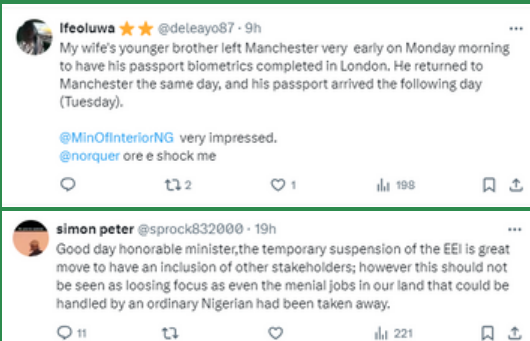 Ifeoluwa ⭐⭐ @deleayo87 · 9h
My wife's younger brother left Manchester very early on Monday morning
to have his passport biometrics completed in London. He returned to
Manchester the same day, and his passport arrived the following day
(Tuesday).
@MinOfInteriorNG very impressed.
@norquer ore e shock me
2 1 198
simon peter @sprock832000 · 19h
Good day honorable minister,the temporary suspension of the EEI is great
move to have an inclusion of other stakeholders; however this should not
be seen as loosing focus as even the menial jobs in our land that could be
handled by an ordinary Nigerian had been taken away.
11 221